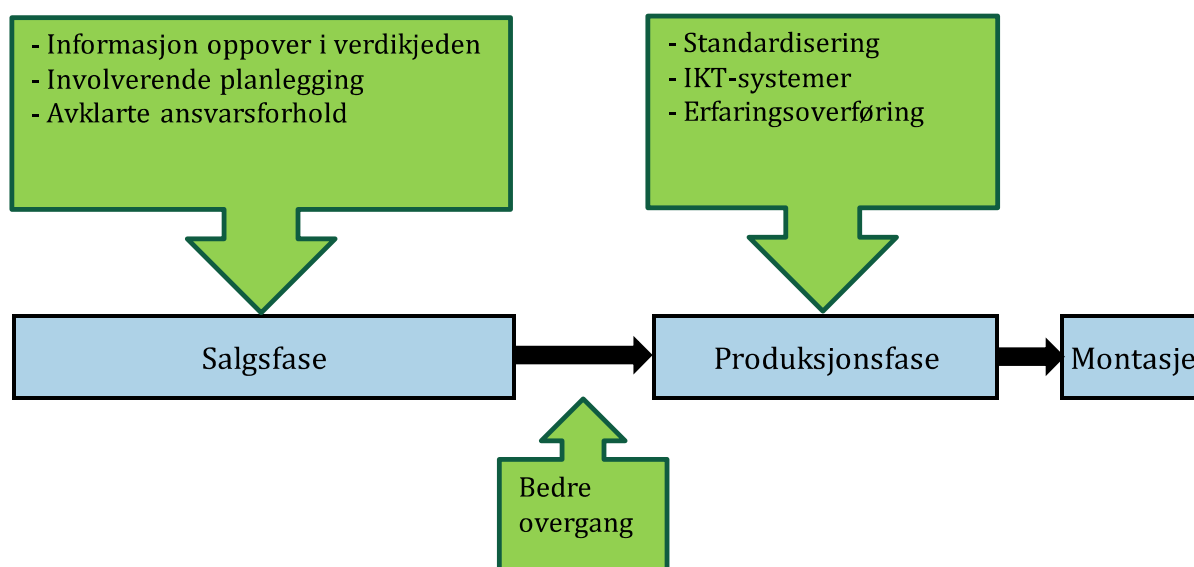 - Informasjon oppover i verdikjeden
- Involverende planlegging
- Avklarte ansvarsforhold
- Standardisering
- IKT-systemer
- Erfaringsoverføring
Salgsfase
Produksjonsfase
Montasje
Bedre
overgang